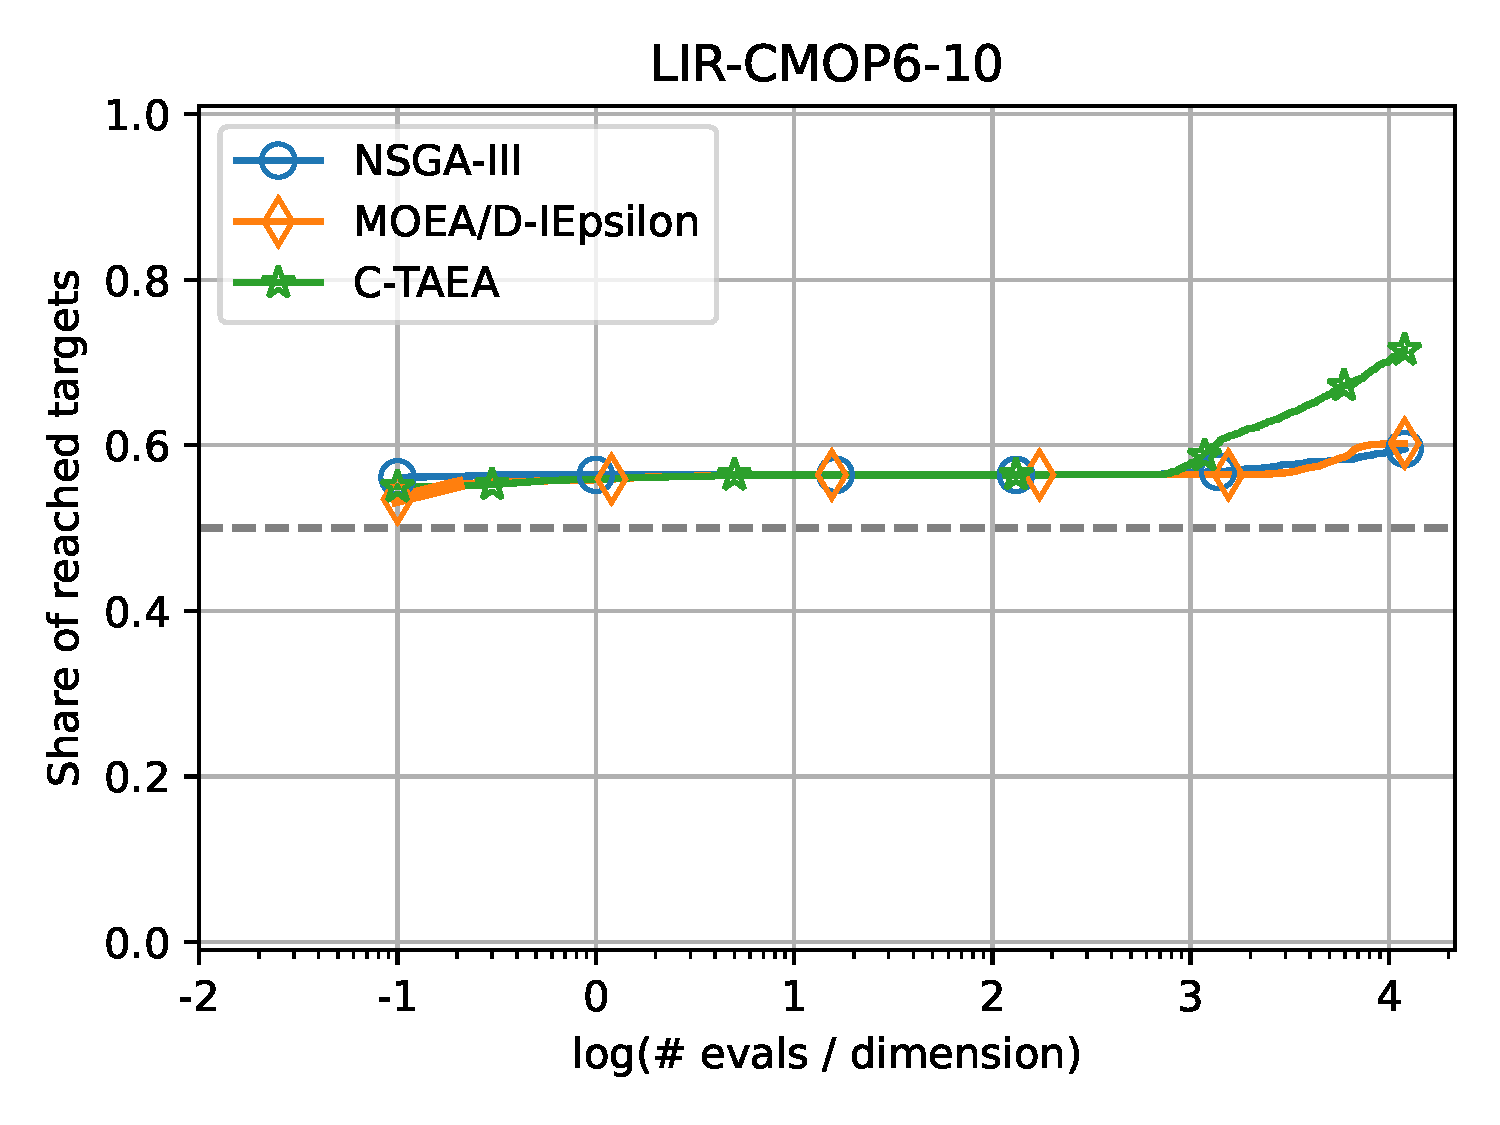 LIR-CMOP6-10
1.0
0.8
0.6
0.4
0.2
0.0
Share of reached targets
NSGA-III
MOEA/D-IEpsilon
C-TAEA
-2 -1 0 1 2 3 4
log(# evals / dimension)